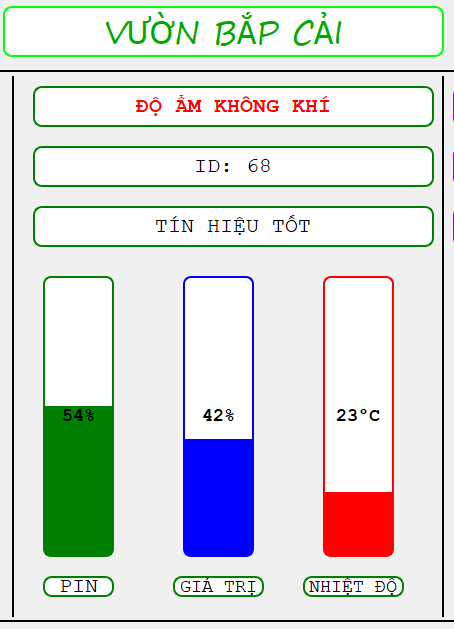 VƯỜN BẮP CẢI
ĐỘ ẨM KHÔNG KHÍ
ID: 68
TÍN HIỆU TỐT
54% 42% 23°C
PIN GIÁ TRỊ NHIỆT ĐỘ